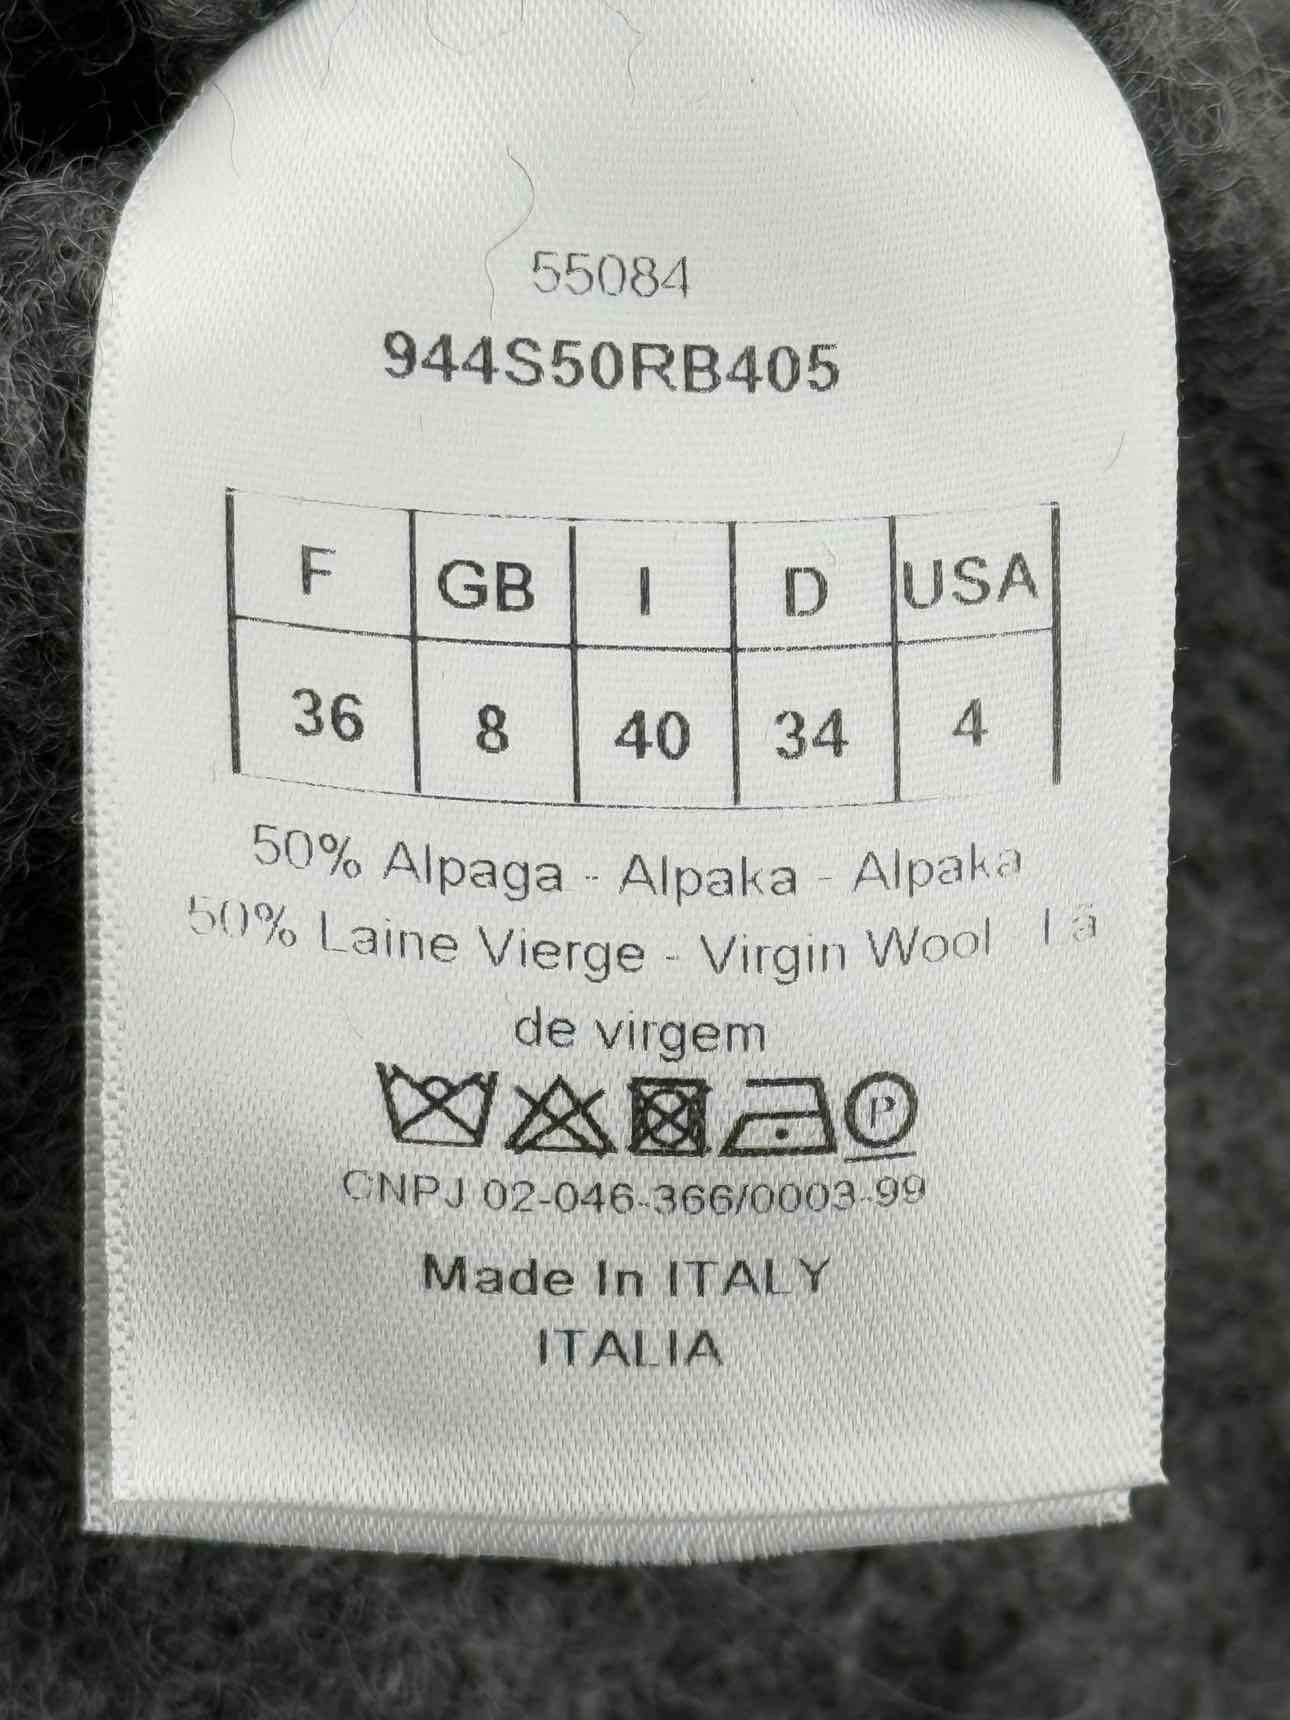 55084
944S50RB405
F GB I D USA
36 8 40 34 4
50% Alpaga - Alpaka - Alpaka
50% Laine Vierge - Virgin Wool Lã
de virgem
P
CNPJ 02-046-366/0003-99
Made In ITALY
ITALIA